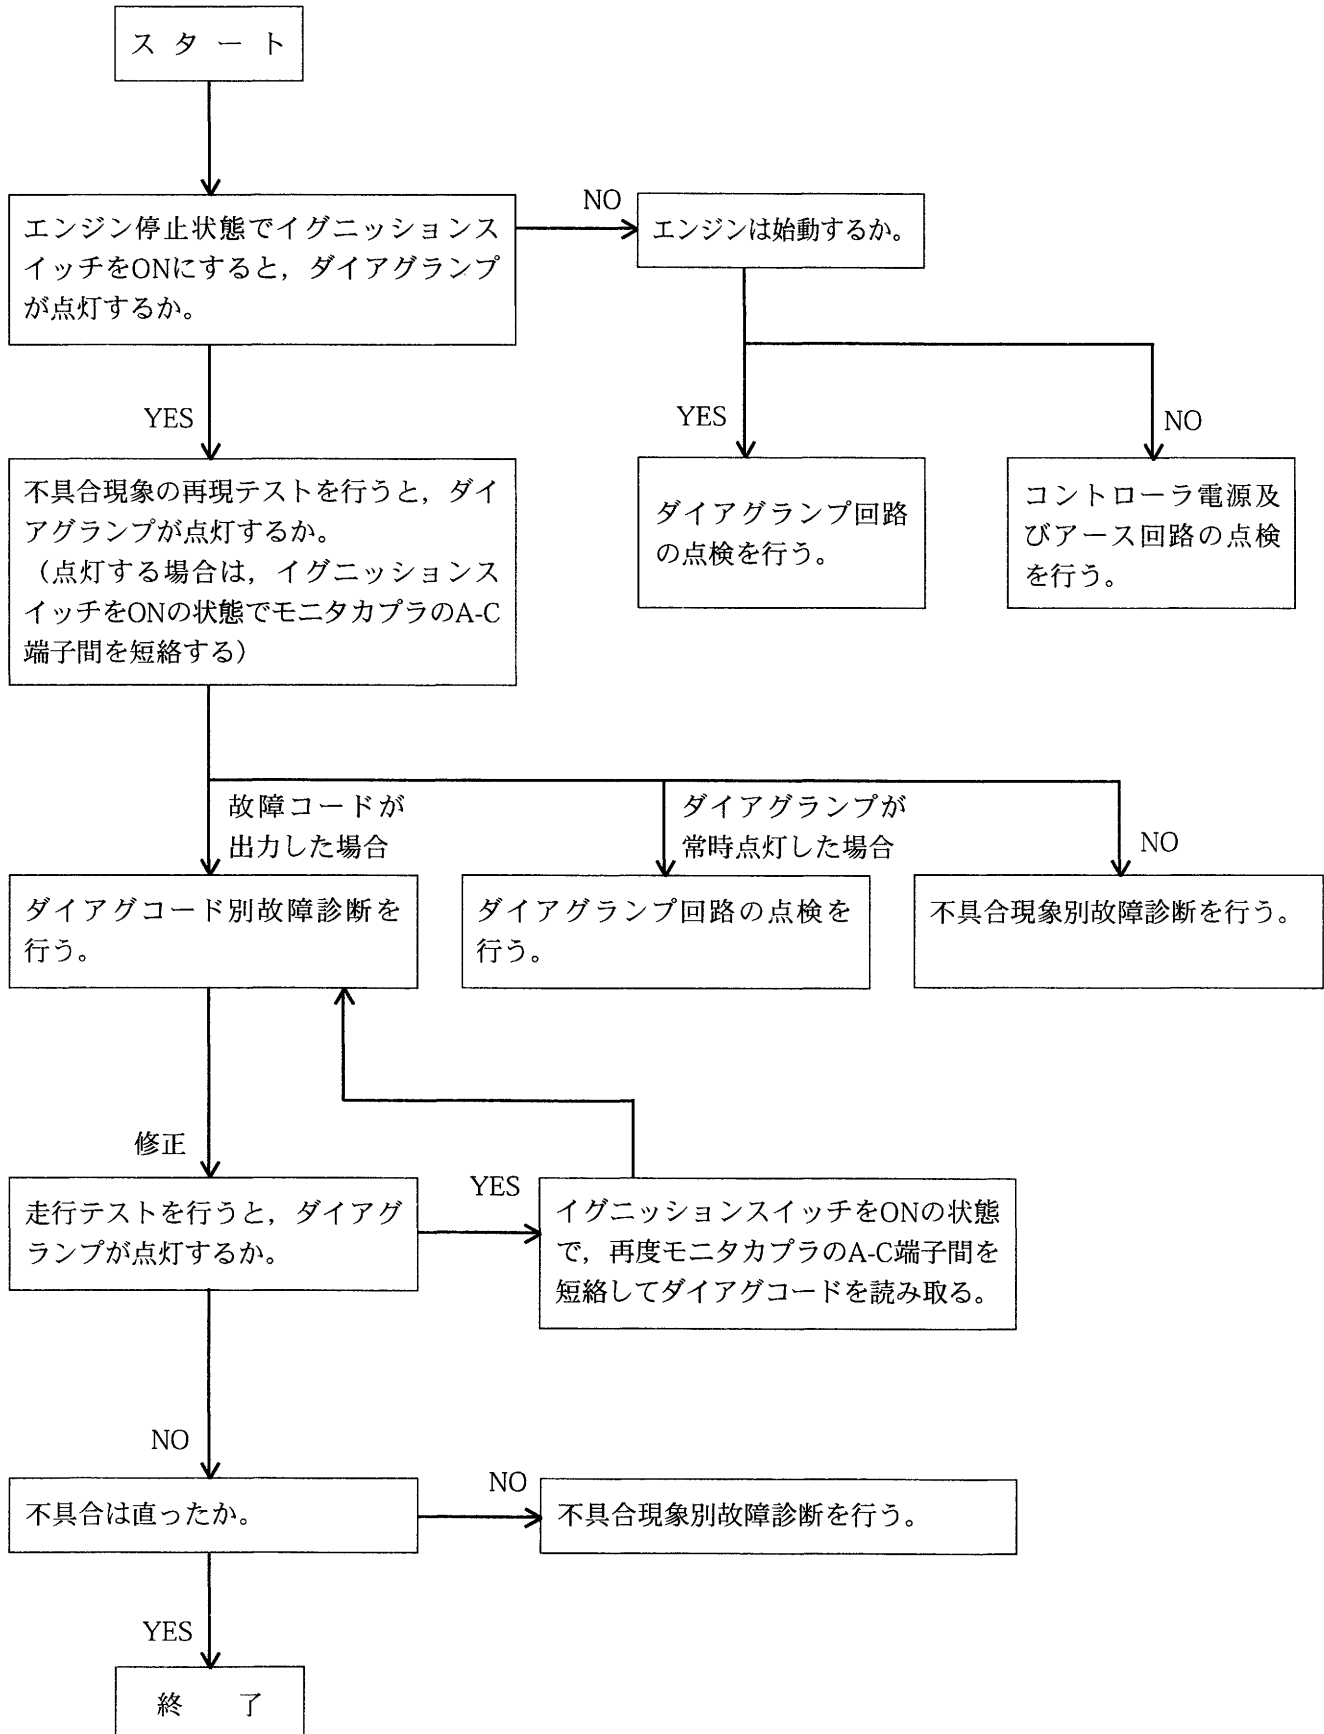 スタート
エンジン停止状態でイグニッションス
イッチをONにすると，ダイアグランプ
が点灯するか。
NO
エンジンは始動するか。
YES
YES
NO
不具合現象の再現テストを行うと，ダイ
アグランプが点灯するか。
（点灯する場合は，イグニッションス
イッチをONの状態でモニタカプラのA-C
端子間を短絡する）
ダイアグランプ回路
の点検を行う。
コントローラ電源及
びアース回路の点検
を行う。
故障コードが
出力した場合
ダイアグランプが
常時点灯した場合
NO
ダイアグコード別故障診断を
行う。
ダイアグランプ回路の点検を
行う。
不具合現象別故障診断を行う。
修正
走行テストを行うと，ダイアグ
ランプが点灯するか。
YES
イグニッションスイッチをONの状態
で，再度モニタカプラのA-C端子間を
短絡してダイアグコードを読み取る。
NO
不具合は直ったか。
NO
不具合現象別故障診断を行う。
YES
終　了